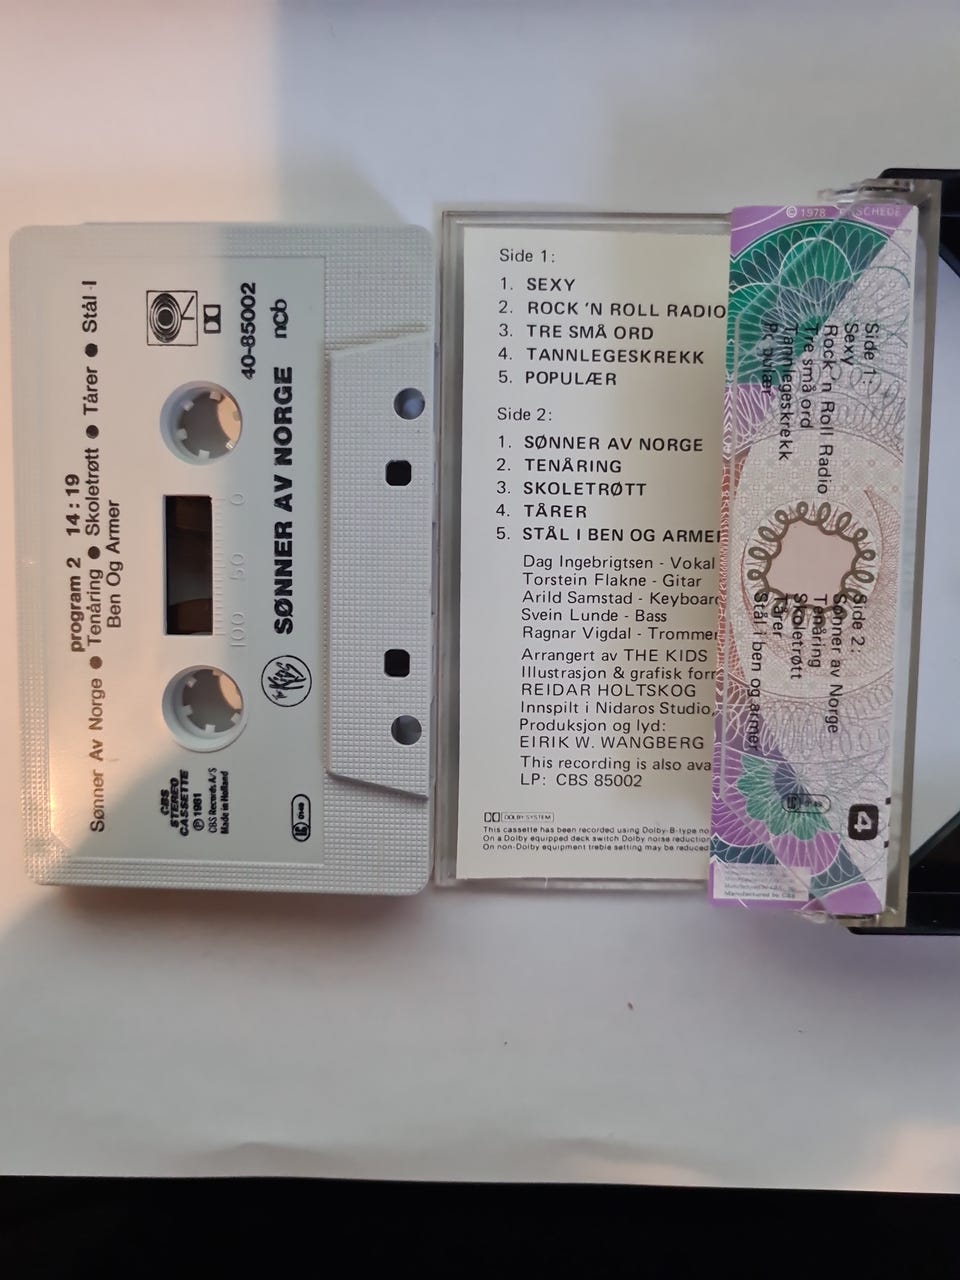 Sønner Av Norge ● Tenåring ● Skoletrøtt ● Tårer ● Stål I
Ben Og Armer
program 2 14:19
40-85002
SØNNER AV NORGE ncb
The Kids
CBS
STEREO
CASSETTE
℗ 1981
CBS Records A/S
Made in Holland
0 50 100
Side 1:
1. SEXY
2. ROCK 'N ROLL RADIO
3. TRE SMÅ ORD
4. TANNLEGESKREKK
5. POPULÆR
Side 2:
1. SØNNER AV NORGE
2. TENÅRING
3. SKOLETRØTT
4. TÅRER
5. STÅL I BEN OG ARMER
Dag Ingebrigtsen - Vokal
Torstein Flakne - Gitar
Arild Samstad - Keyboard
Svein Lunde - Bass
Ragnar Vigdal - Trommer
Arrangert av THE KIDS
Illustrasjon & grafisk for
REIDAR HOLTSKOG
Innspilt i Nidaros Studio,
Produksjon og lyd:
EIRIK W. WANGBERG
This recording is also ava
LP: CBS 85002
DOLBY SYSTEM
This cassette has been recorded using Dolby-B-type no
On a Dolby equipped deck switch Dolby noise reduction
On non-Dolby equipment treble setting may be reduced
© 1978 SCHEDE
Side 1:
Sexy
Rock 'n Roll Radio
Tre små ord
Tannlegeskrekk
Populær
Side 2:
Sønner av Norge
Tenåring
Skoletrøtt
Tårer
Stål i ben og armer
4